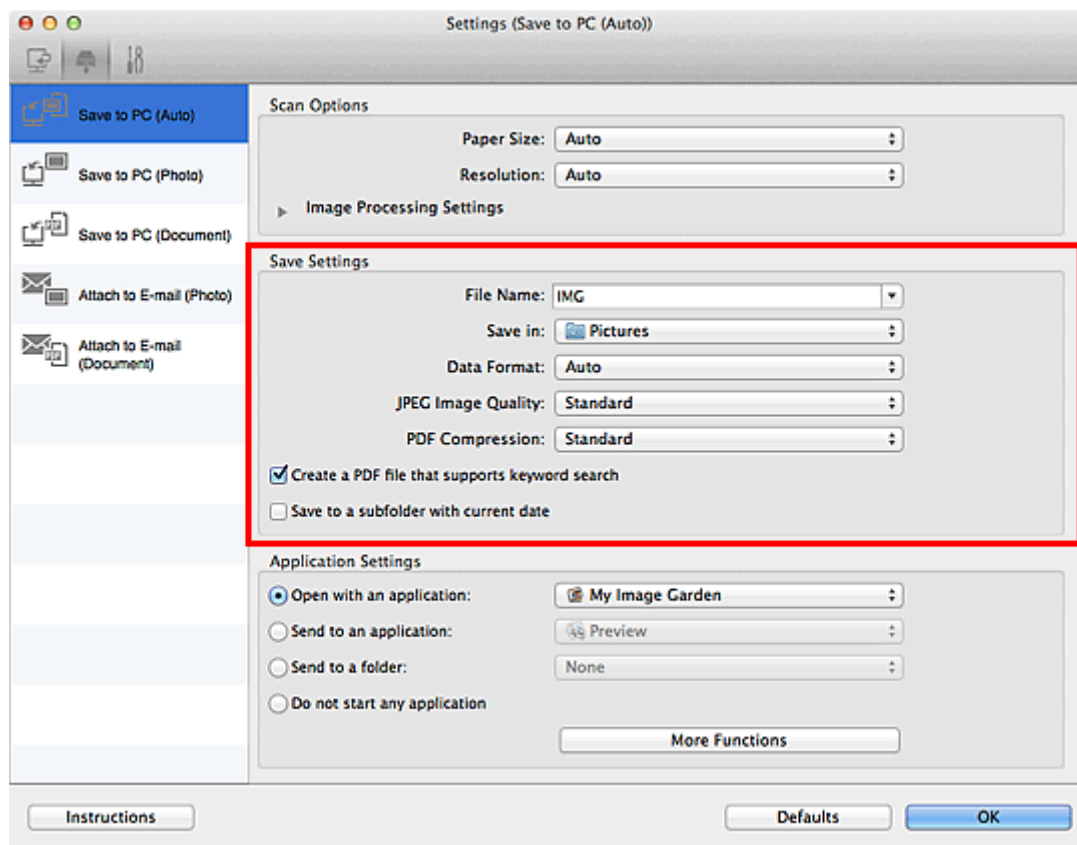 Settings (Save to PC (Auto))
Save to PC (Auto)
Save to PC (Photo)
Save to PC (Document)
Attach to E-mail (Photo)
Attach to E-mail
(Document)
Scan Options
Paper Size: Auto
Resolution: Auto
Image Processing Settings
Save Settings
File Name: IMG
Save in: Pictures
Data Format: Auto
JPEG Image Quality: Standard
PDF Compression: Standard
Create a PDF file that supports keyword search
Save to a subfolder with current date
Application Settings
Open with an application: My Image Garden
Send to an application: Preview
Send to a folder: None
Do not start any application
More Functions
Instructions
Defaults
OK